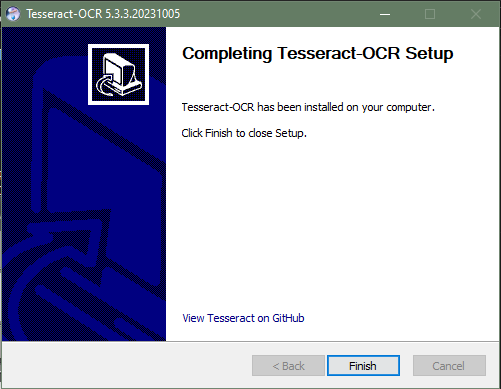 Tesseract-OCR 5.3.3.20231005
Completing Tesseract-OCR Setup
Tesseract-OCR has been installed on your computer.
Click Finish to close Setup.
View Tesseract on GitHub
< Back
Finish
Cancel